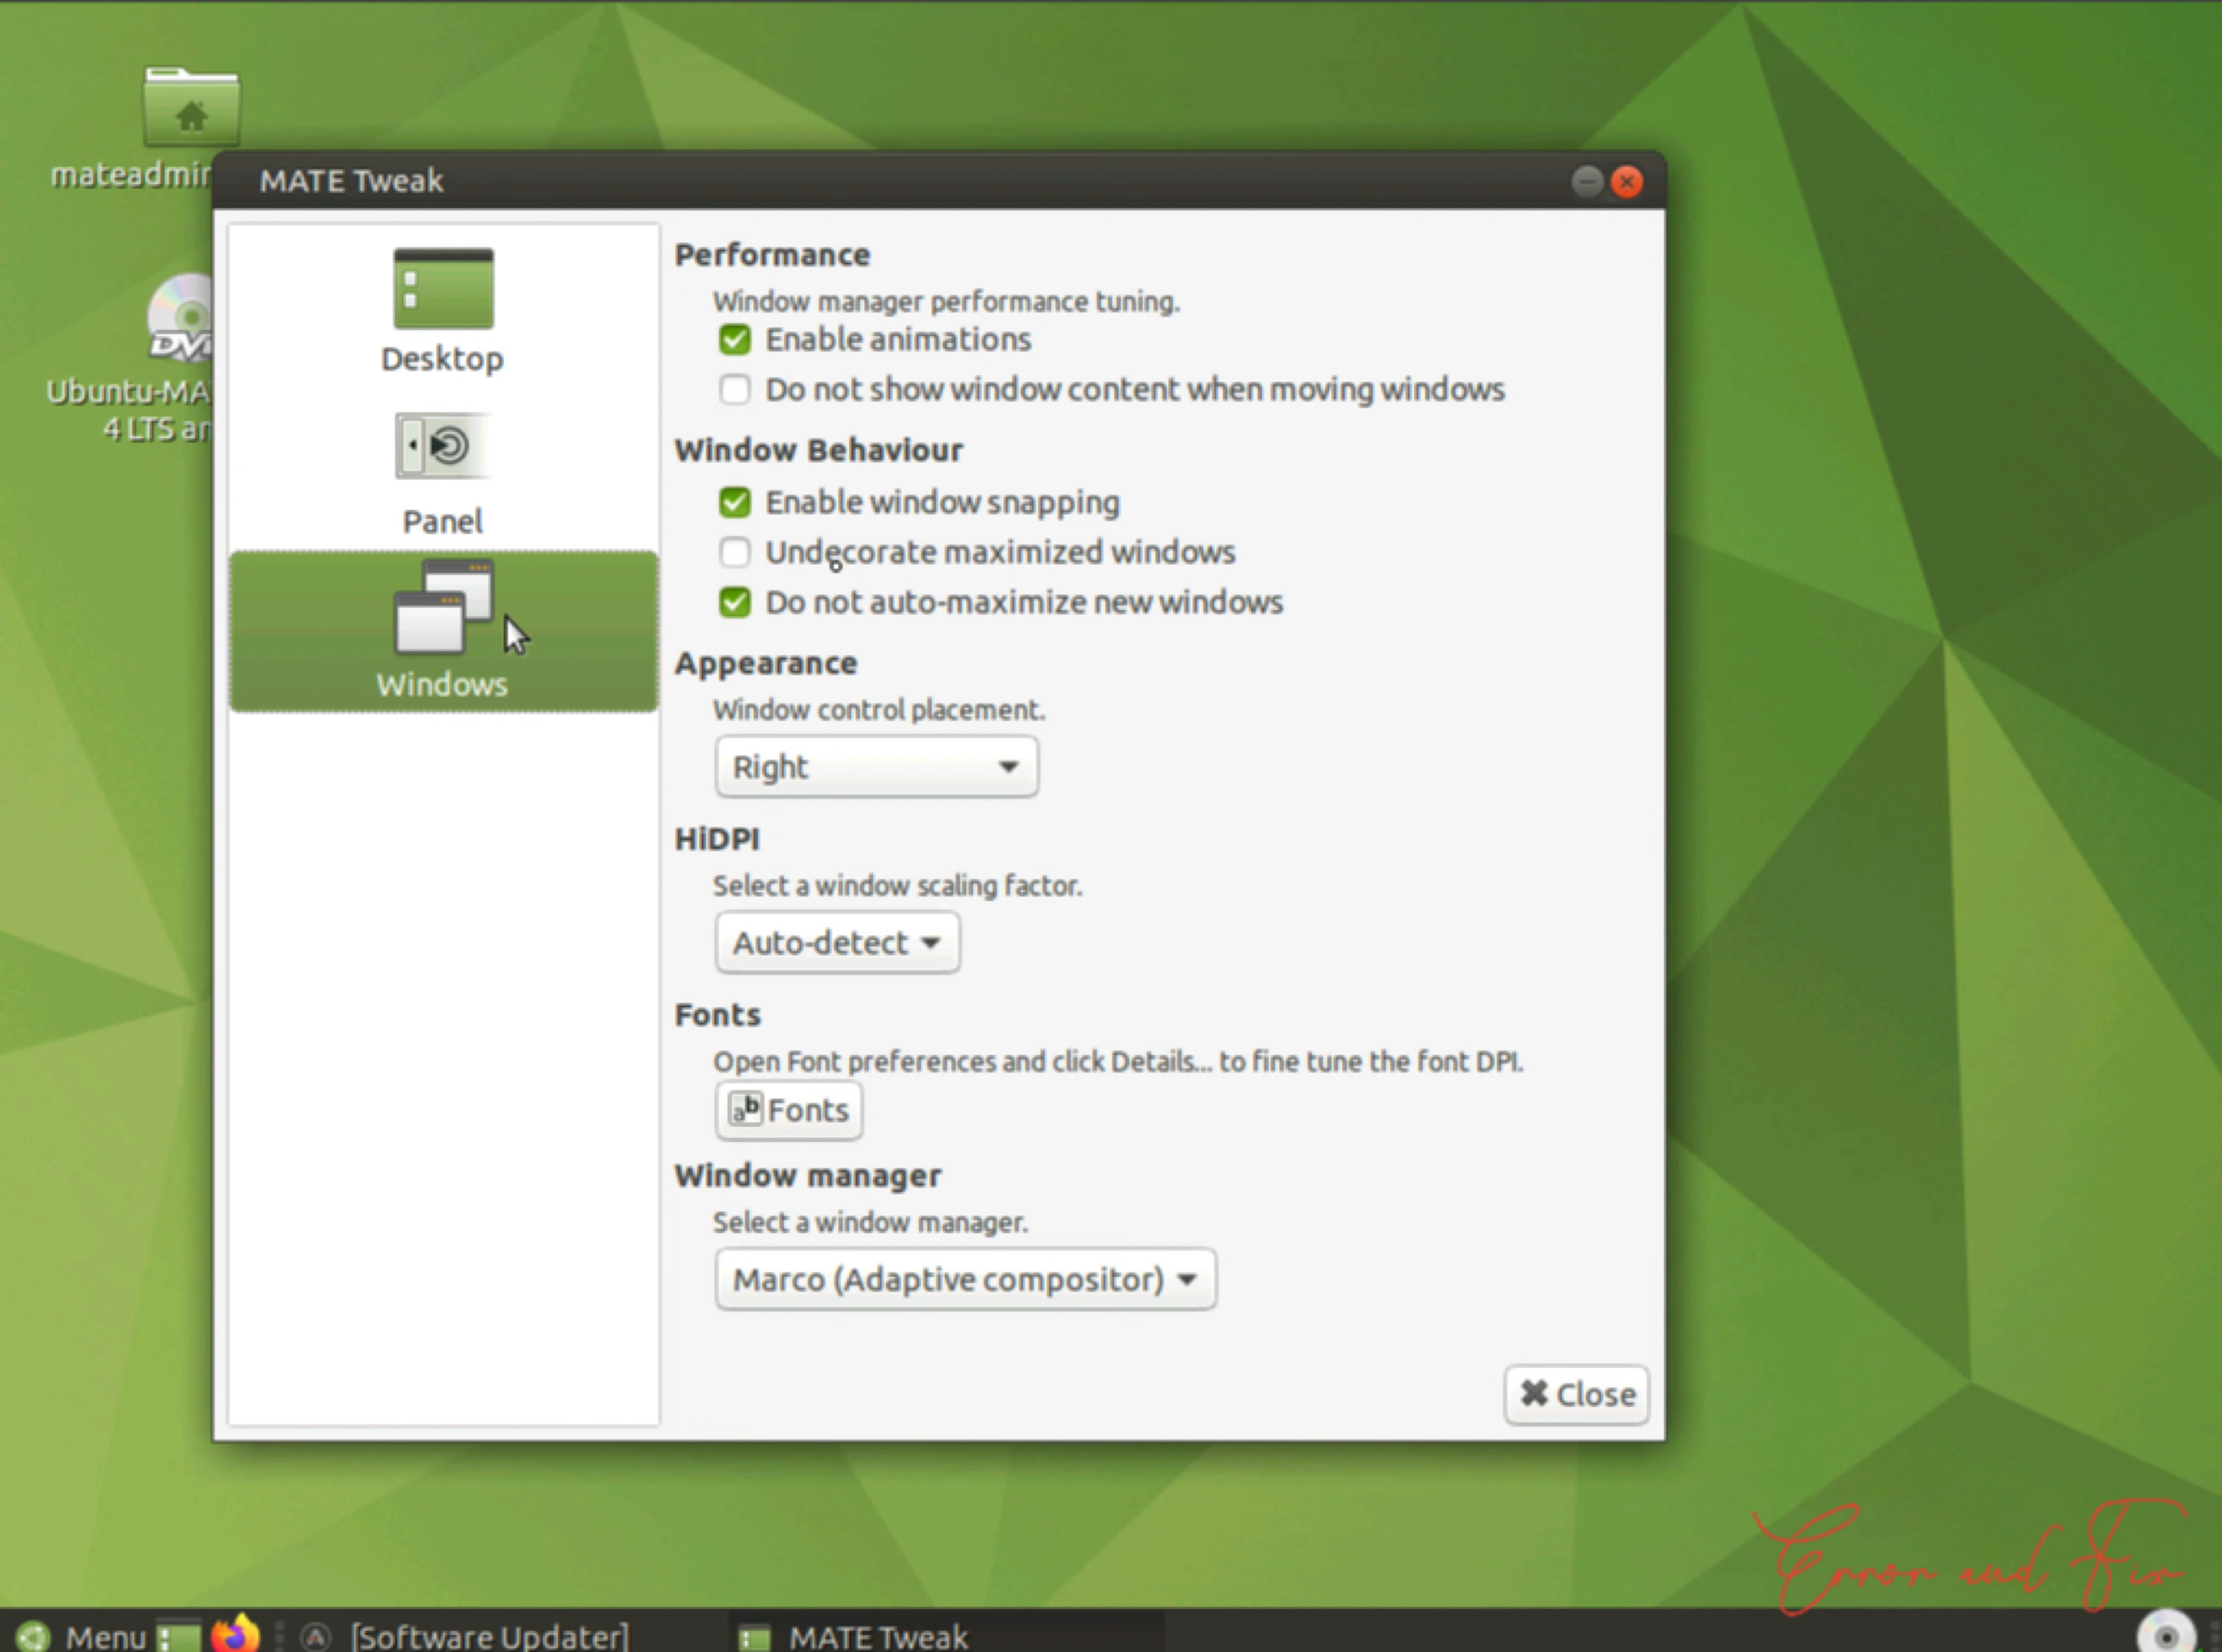 mateadmin
MATE Tweak
DVD
Ubuntu-MA
4 LTS
Desktop
Panel
Windows
Performance
Window manager performance tuning.
Enable animations
Do not show window content when moving windows
Window Behaviour
Enable window snapping
Undecorate maximized windows
Do not auto-maximize new windows
Appearance
Window control placement.
Right
HiDPI
Select a window scaling factor.
Auto-detect
Fonts
Open Font preferences and click Details... to fine tune the font DPI.
Fonts
Window manager
Select a window manager.
Marco (Adaptive compositor)
Close
Error and Fix
Menu
[Software Updater]
MATE Tweak